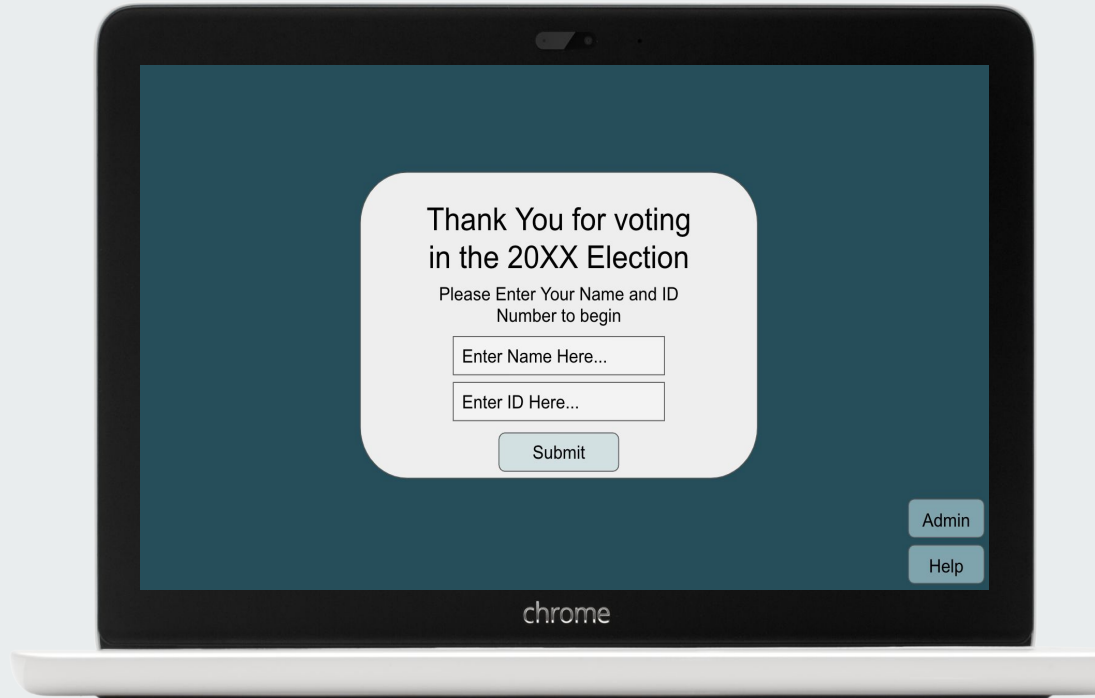 Thank You for voting
in the 20XX Election
Please Enter Your Name and ID
Number to begin
Enter Name Here...
Enter ID Here...
Submit
Admin
Help
chrome